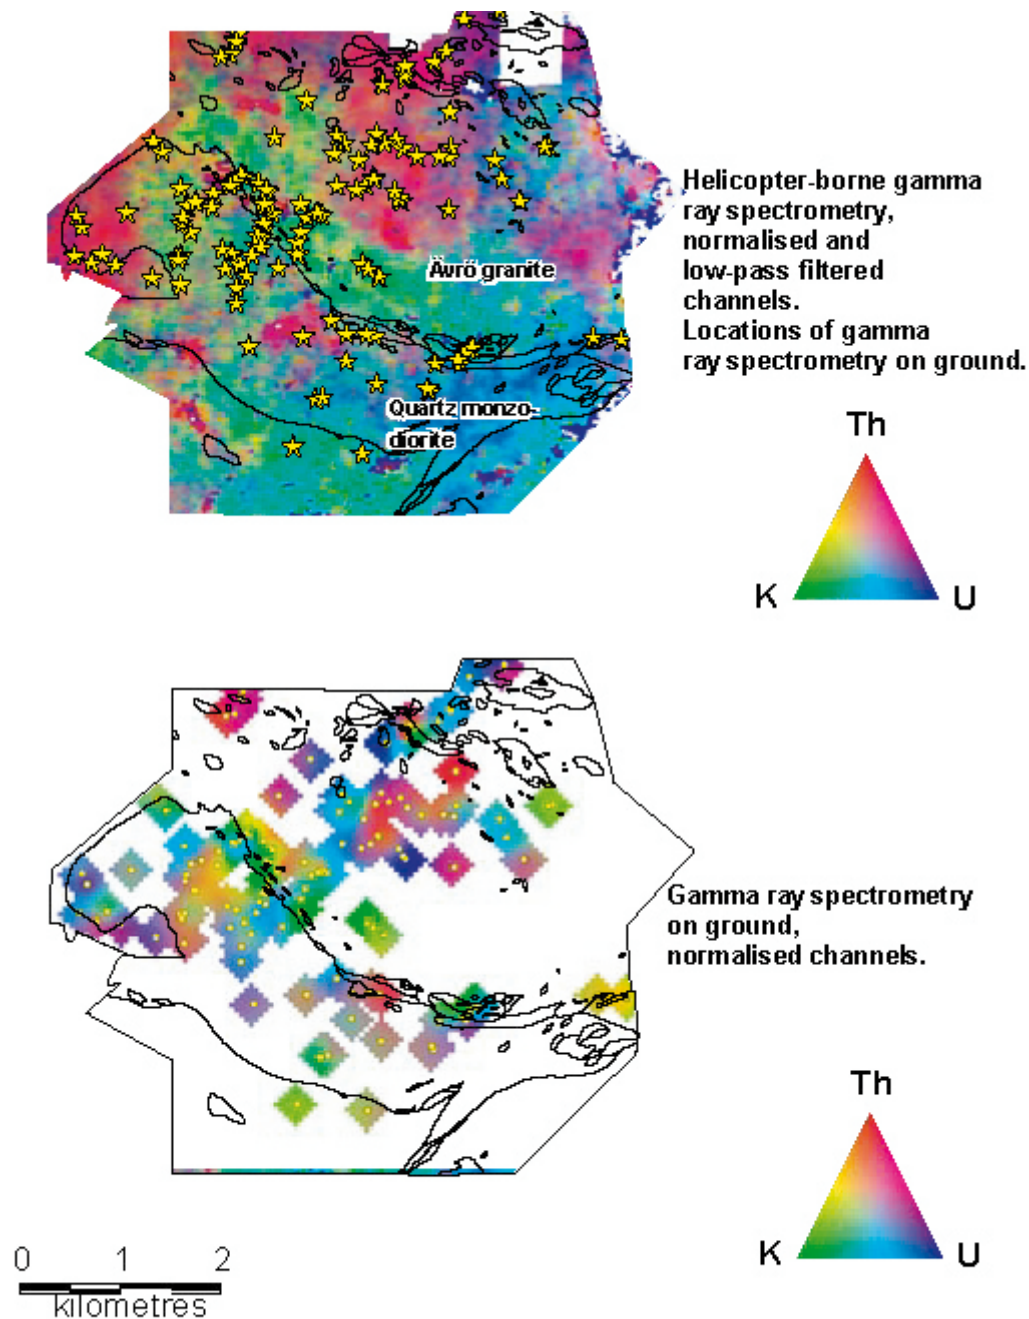 Helicopter-borne gamma
ray spectrometry,
normalised and
low-pass filtered
channels.
Locations of gamma
ray spectrometry on ground.
Ävrö granite
Quartz monzo-
diorite
Th
K U
Gamma ray spectrometry
on ground,
normalised channels.
Th
K U
0 1 2
kilometres